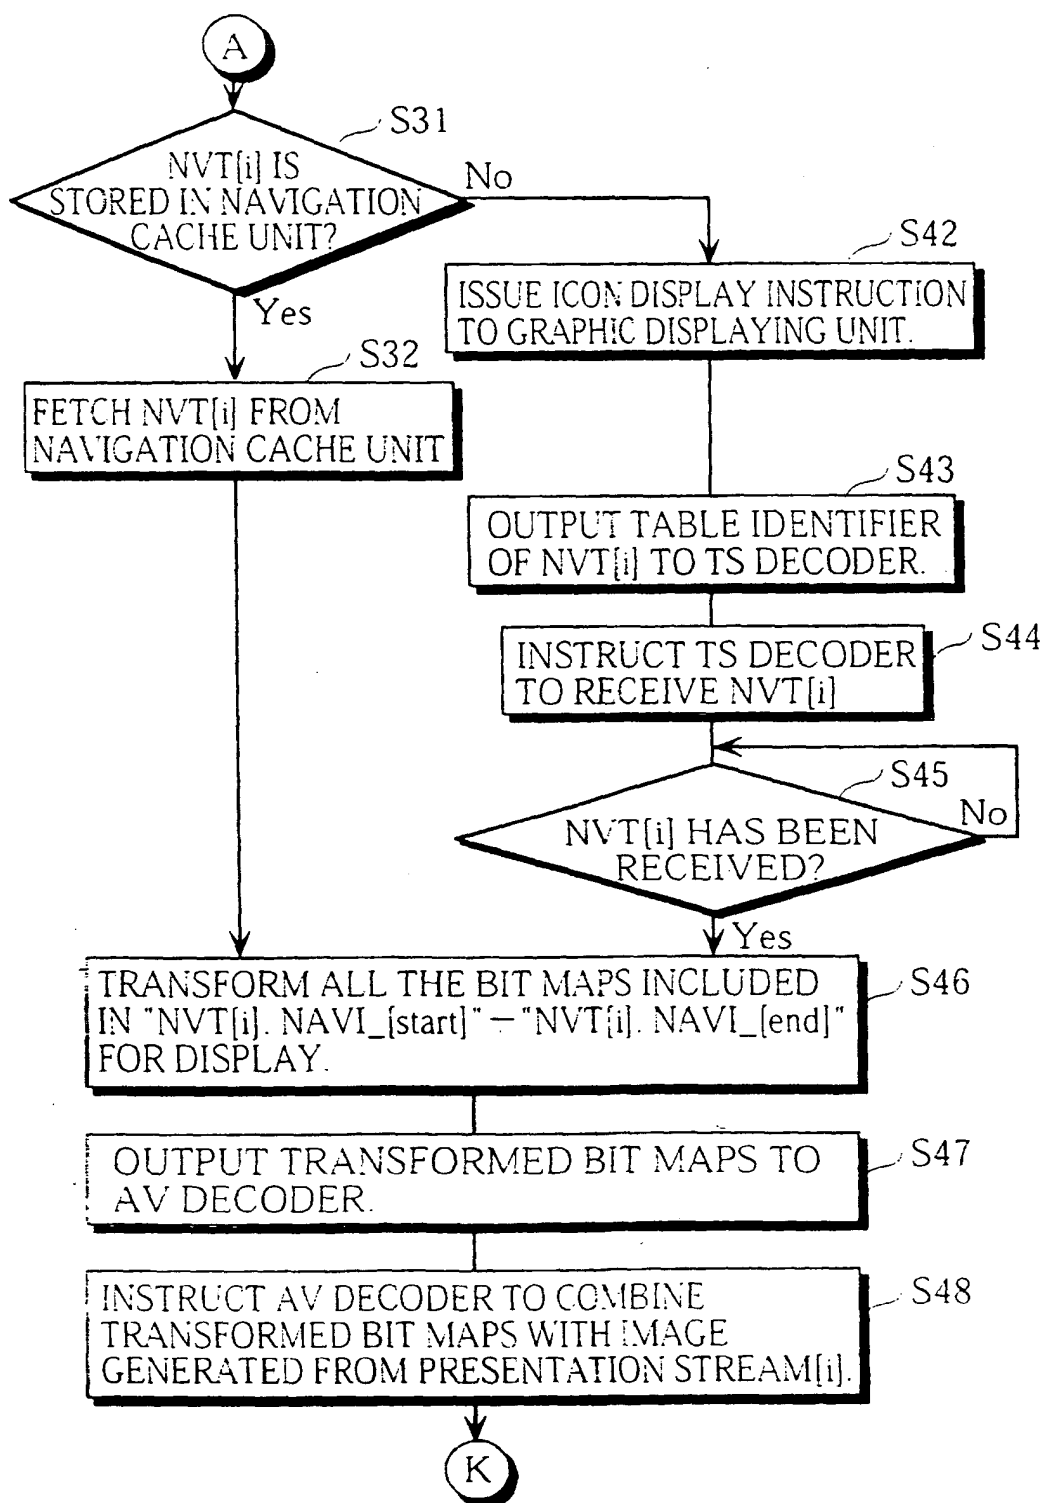 A
S31
NVT[i] IS
STORED IN NAVIGATION
CACHE UNIT?
No
Yes
S42
ISSUE ICON DISPLAY INSTRUCTION
TO GRAPHIC DISPLAYING UNIT.
S32
FETCH NVT[i] FROM
NAVIGATION CACHE UNIT
S43
OUTPUT TABLE IDENTIFIER
OF NVT[i] TO TS DECODER.
S44
INSTRUCT TS DECODER
TO RECEIVE NVT[i]
S45
No
NVT[i] HAS BEEN
RECEIVED?
Yes
S46
TRANSFORM ALL THE BIT MAPS INCLUDED
IN "NVT[i]. NAVI_[start]" – "NVT[i]. NAVI_[end]"
FOR DISPLAY.
S47
OUTPUT TRANSFORMED BIT MAPS TO
AV DECODER.
S48
INSTRUCT AV DECODER TO COMBINE
TRANSFORMED BIT MAPS WITH IMAGE
GENERATED FROM PRESENTATION STREAM[i].
K